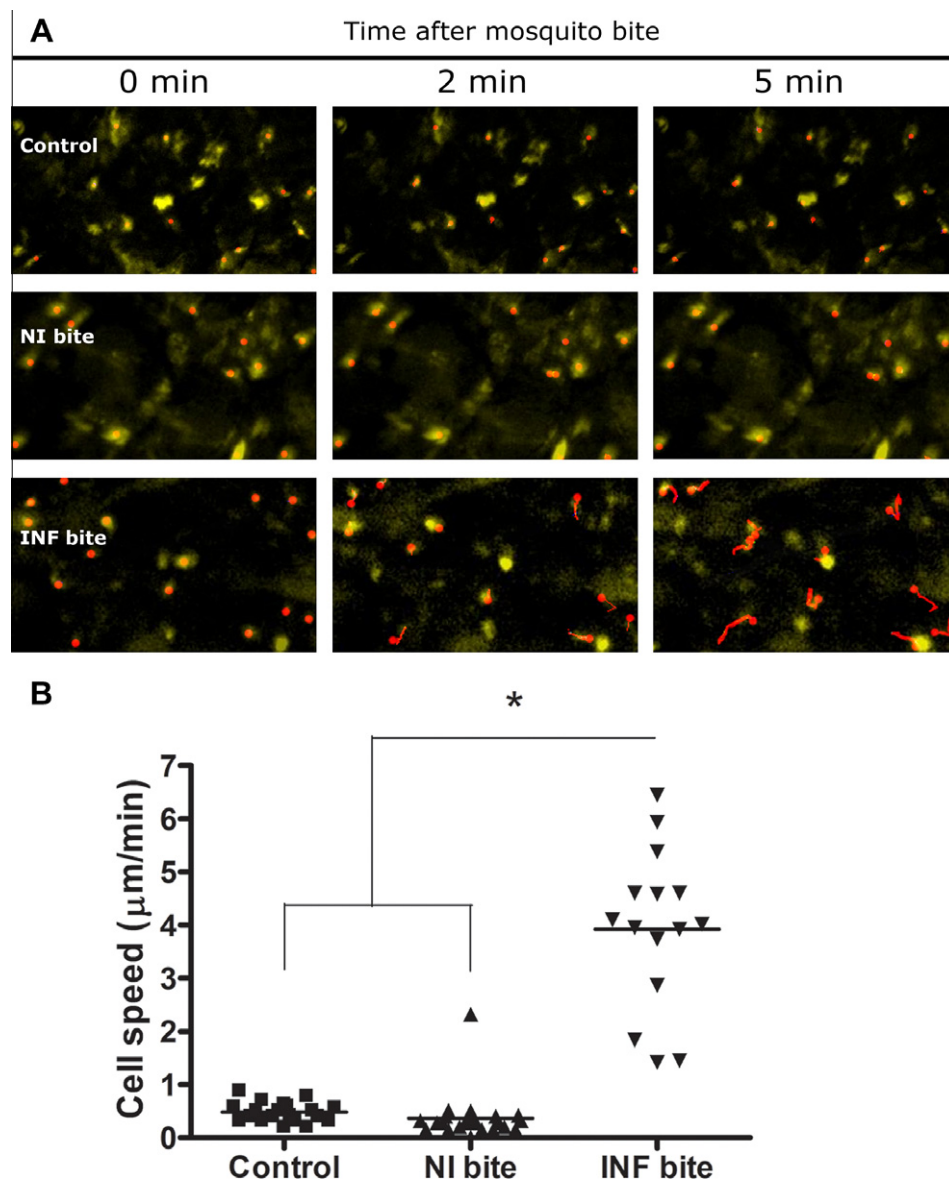 A
Time after mosquito bite
0 min 2 min 5 min
Control
NI bite
INF bite
B
*
Cell speed (μm/min)
7
6
5
4
3
2
1
0
Control NI bite INF bite